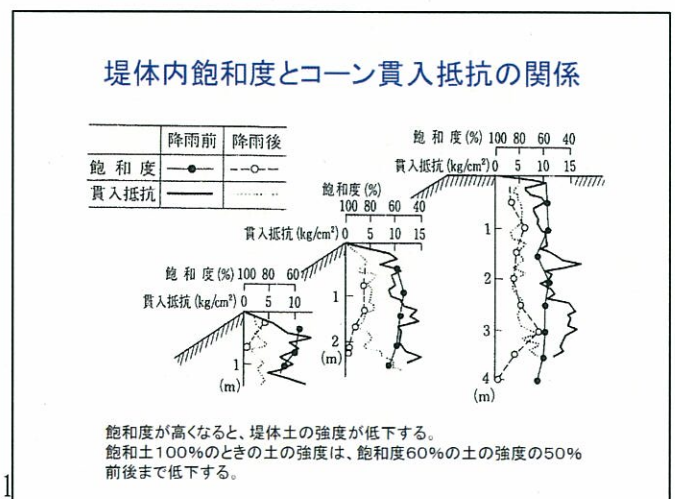 堤体内飽和度とコーン貫入抵抗の関係
降雨前 降雨後
飽和度
貫入抵抗
飽和度(%) 100 80 60 40
貫入抵抗(kg/cm²) 0 5 10 15
1
2
3
4
(m)
飽和度(%)
100 80 60 40
貫入抵抗(kg/cm²) 0 5 10 15
1
2
(m)
飽和度(%) 100 80 60
貫入抵抗(kg/cm²) 0 5 10
1
(m)
飽和度が高くなると、堤体土の強度が低下する。
飽和土100%のときの土の強度は、飽和度60%の土の強度の50%
前後まで低下する。
1